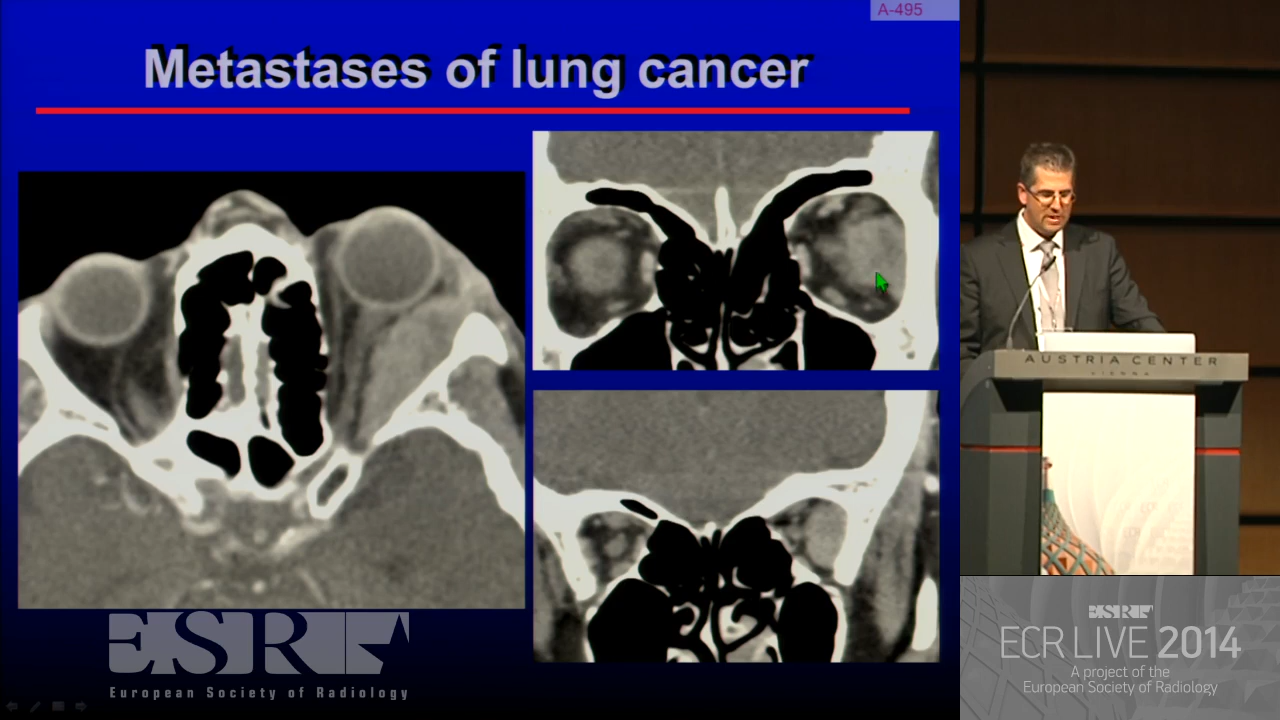 A-495
Metastases of lung cancer
AUSTRIA CENTER
VIENNA
ESR
European Society of Radiology
ESR
ECR LIVE 2014
A project of the
European Society of Radiology